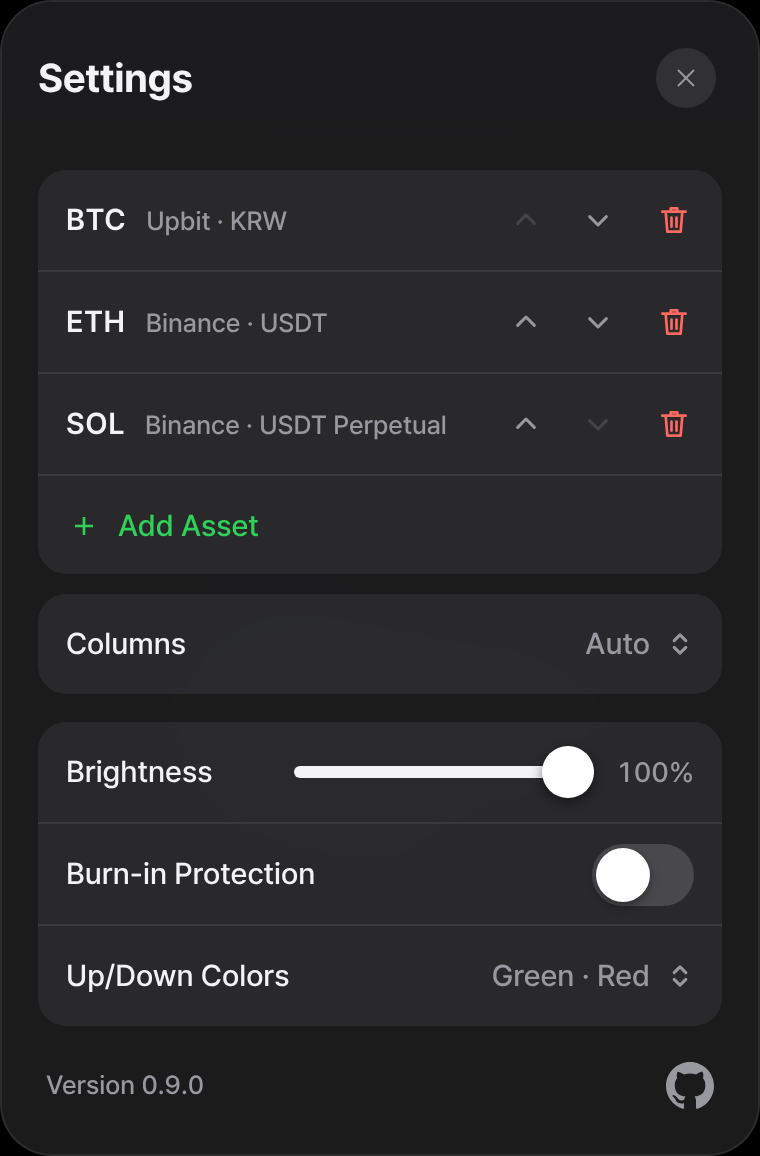 Settings
BTC Upbit · KRW
ETH Binance · USDT
SOL Binance · USDT Perpetual
+ Add Asset
Columns Auto
Brightness 100%
Burn-in Protection
Up/Down Colors Green · Red
Version 0.9.0